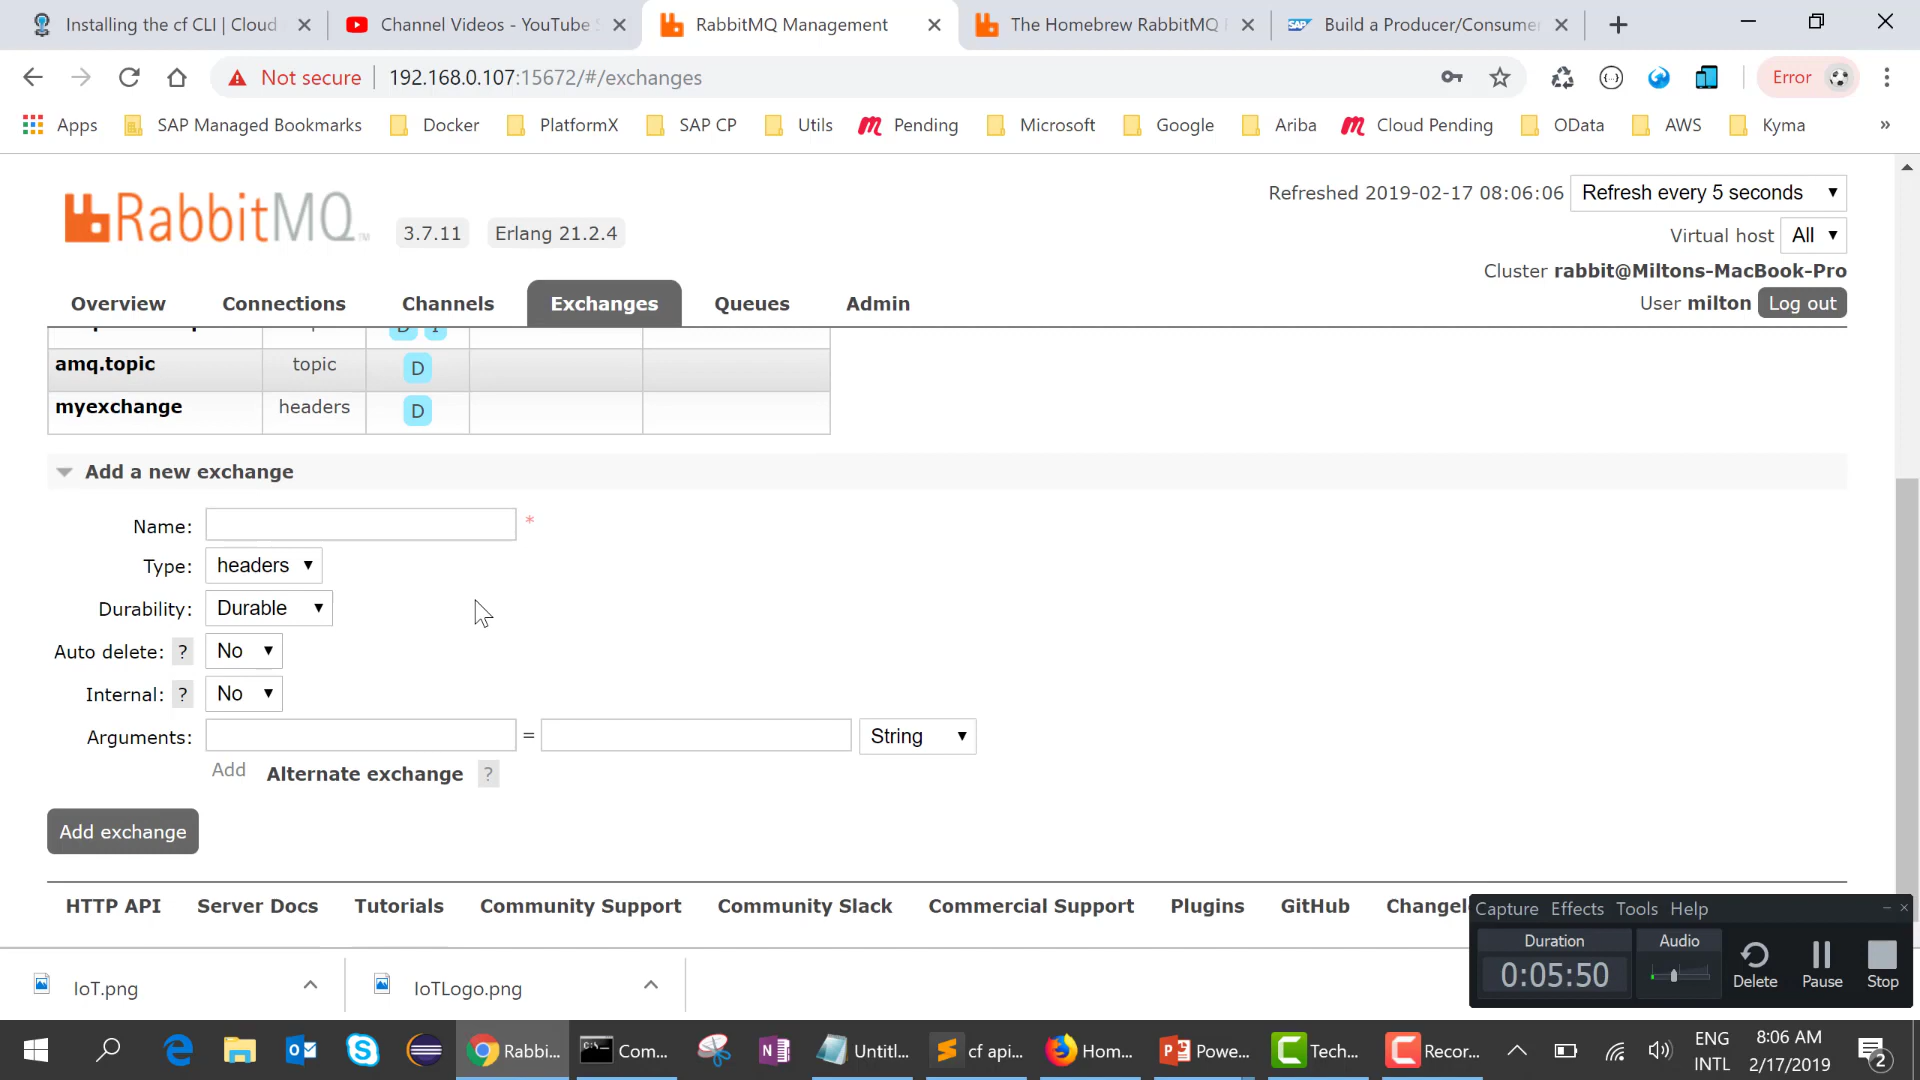 Installing the cf CLI | Cloud
Channel Videos - YouTube S
RabbitMQ Management
The Homebrew RabbitMQ F
Build a Producer/Consumer
Not secure
192.168.0.107:15672/#/exchanges
Error
Apps
SAP Managed Bookmarks
Docker
PlatformX
SAP CP
Utils
Pending
Microsoft
Google
Ariba
Cloud Pending
OData
AWS
Kyma
»
RabbitMQ
3.7.11
Erlang 21.2.4
Refreshed 2019-02-17 08:06:06
Refresh every 5 seconds
Virtual host All
Cluster rabbit@Miltons-MacBook-Pro
User milton Log out
Overview
Connections
Channels
Exchanges
Queues
Admin
amq.topic topic D
myexchange headers D
Add a new exchange
Name: *
Type: headers
Durability: Durable
Auto delete: ? No
Internal: ? No
Arguments: = String
Add Alternate exchange ?
Add exchange
HTTP API
Server Docs
Tutorials
Community Support
Community Slack
Commercial Support
Plugins
GitHub
Changel
Capture Effects Tools Help
Duration
0:05:50
Audio
Delete
Pause
Stop
IoT.png
IoTLogo.png
Rabbi...
Com...
Untitl...
cf api...
Hom...
Powe...
Tech...
Recor...
ENG
INTL
8:06 AM
2/17/2019
2